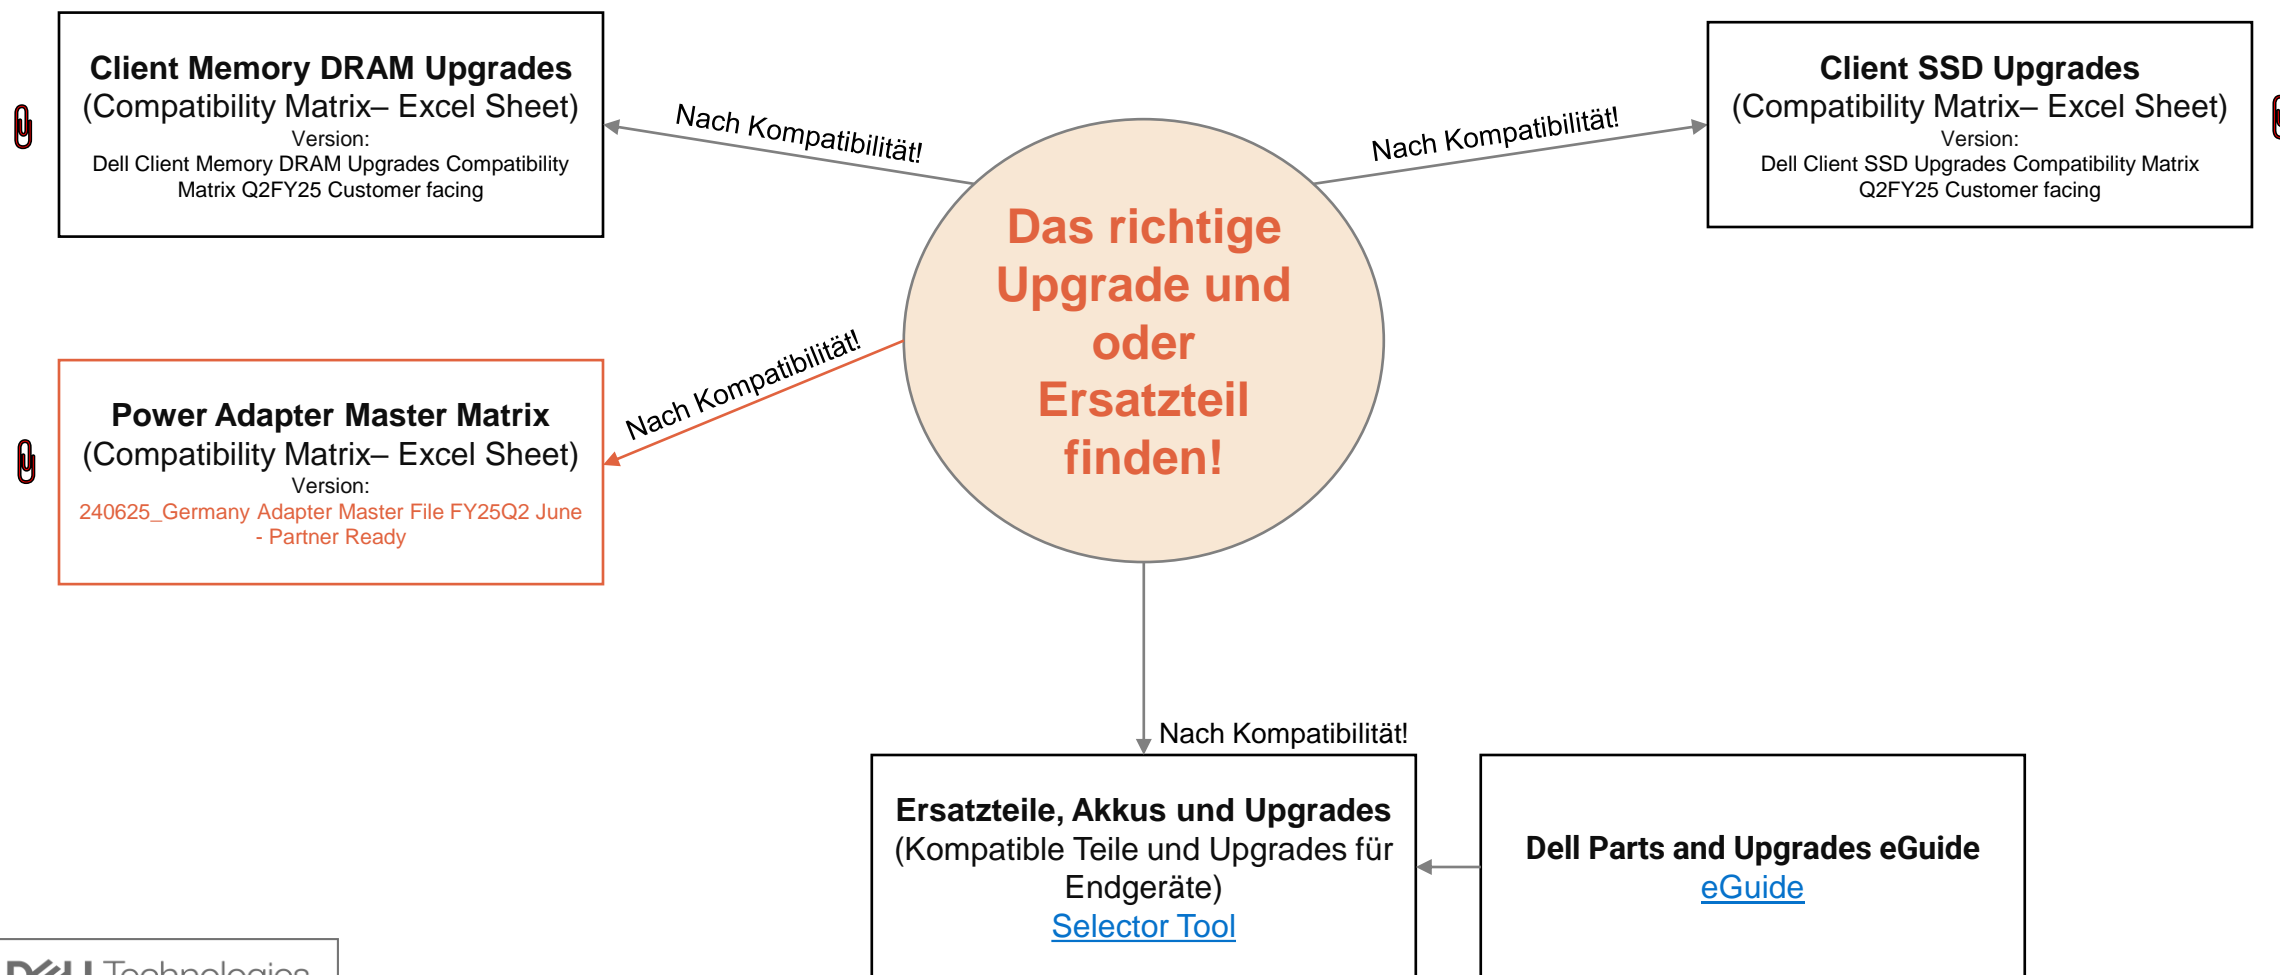 Client Memory DRAM Upgrades
(Compatibility Matrix– Excel Sheet)
Version:
Dell Client Memory DRAM Upgrades Compatibility
Matrix Q2FY25 Customer facing
Nach Kompatibilität!
Nach Kompatibilität!
Client SSD Upgrades
(Compatibility Matrix– Excel Sheet)
Version:
Dell Client SSD Upgrades Compatibility Matrix
Q2FY25 Customer facing
Das richtige
Upgrade und
oder
Ersatzteil
finden!
Nach Kompatibilität!
Power Adapter Master Matrix
(Compatibility Matrix– Excel Sheet)
Version:
240625_Germany Adapter Master File FY25Q2 June
- Partner Ready
Nach Kompatibilität!
Ersatzteile, Akkus und Upgrades
(Kompatible Teile und Upgrades für
Endgeräte)
Selector Tool
Dell Parts and Upgrades eGuide
eGuide
DELL Technologies